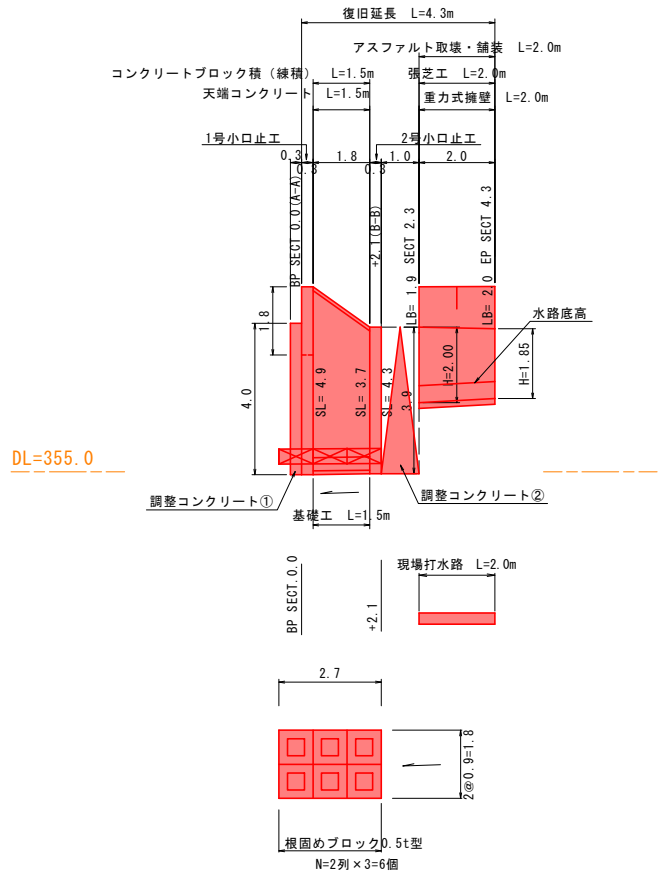 復旧延長 L=4.3m
アスファルト取壊・舗装 L=2.0m
コンクリートブロック積（練積） L=1.5m
張芝工 L=2.0m
天端コンクリート L=1.5m
重力式擁壁 L=2.0m
1号小口止工
2号小口止工
0.3
0.3
1.8
0.3
1.0
2.0
BP SECT 0.0(A-A)
+2.1(B-B)
LB= 1.9 SECT 2.3
LB= 2.0 EP SECT 4.3
水路底高
1.8
4.0
SL= 4.9
SL= 3.7
SL= 4.3
3.9
H=2.00
H=1.85
DL=355.0
調整コンクリート①
調整コンクリート②
基礎工 L=1.5m
現場打水路 L=2.0m
BP SECT.0.0
+2.1
2.7
2@0.9=1.8
根固めブロック0.5t型
N=2列×3=6個